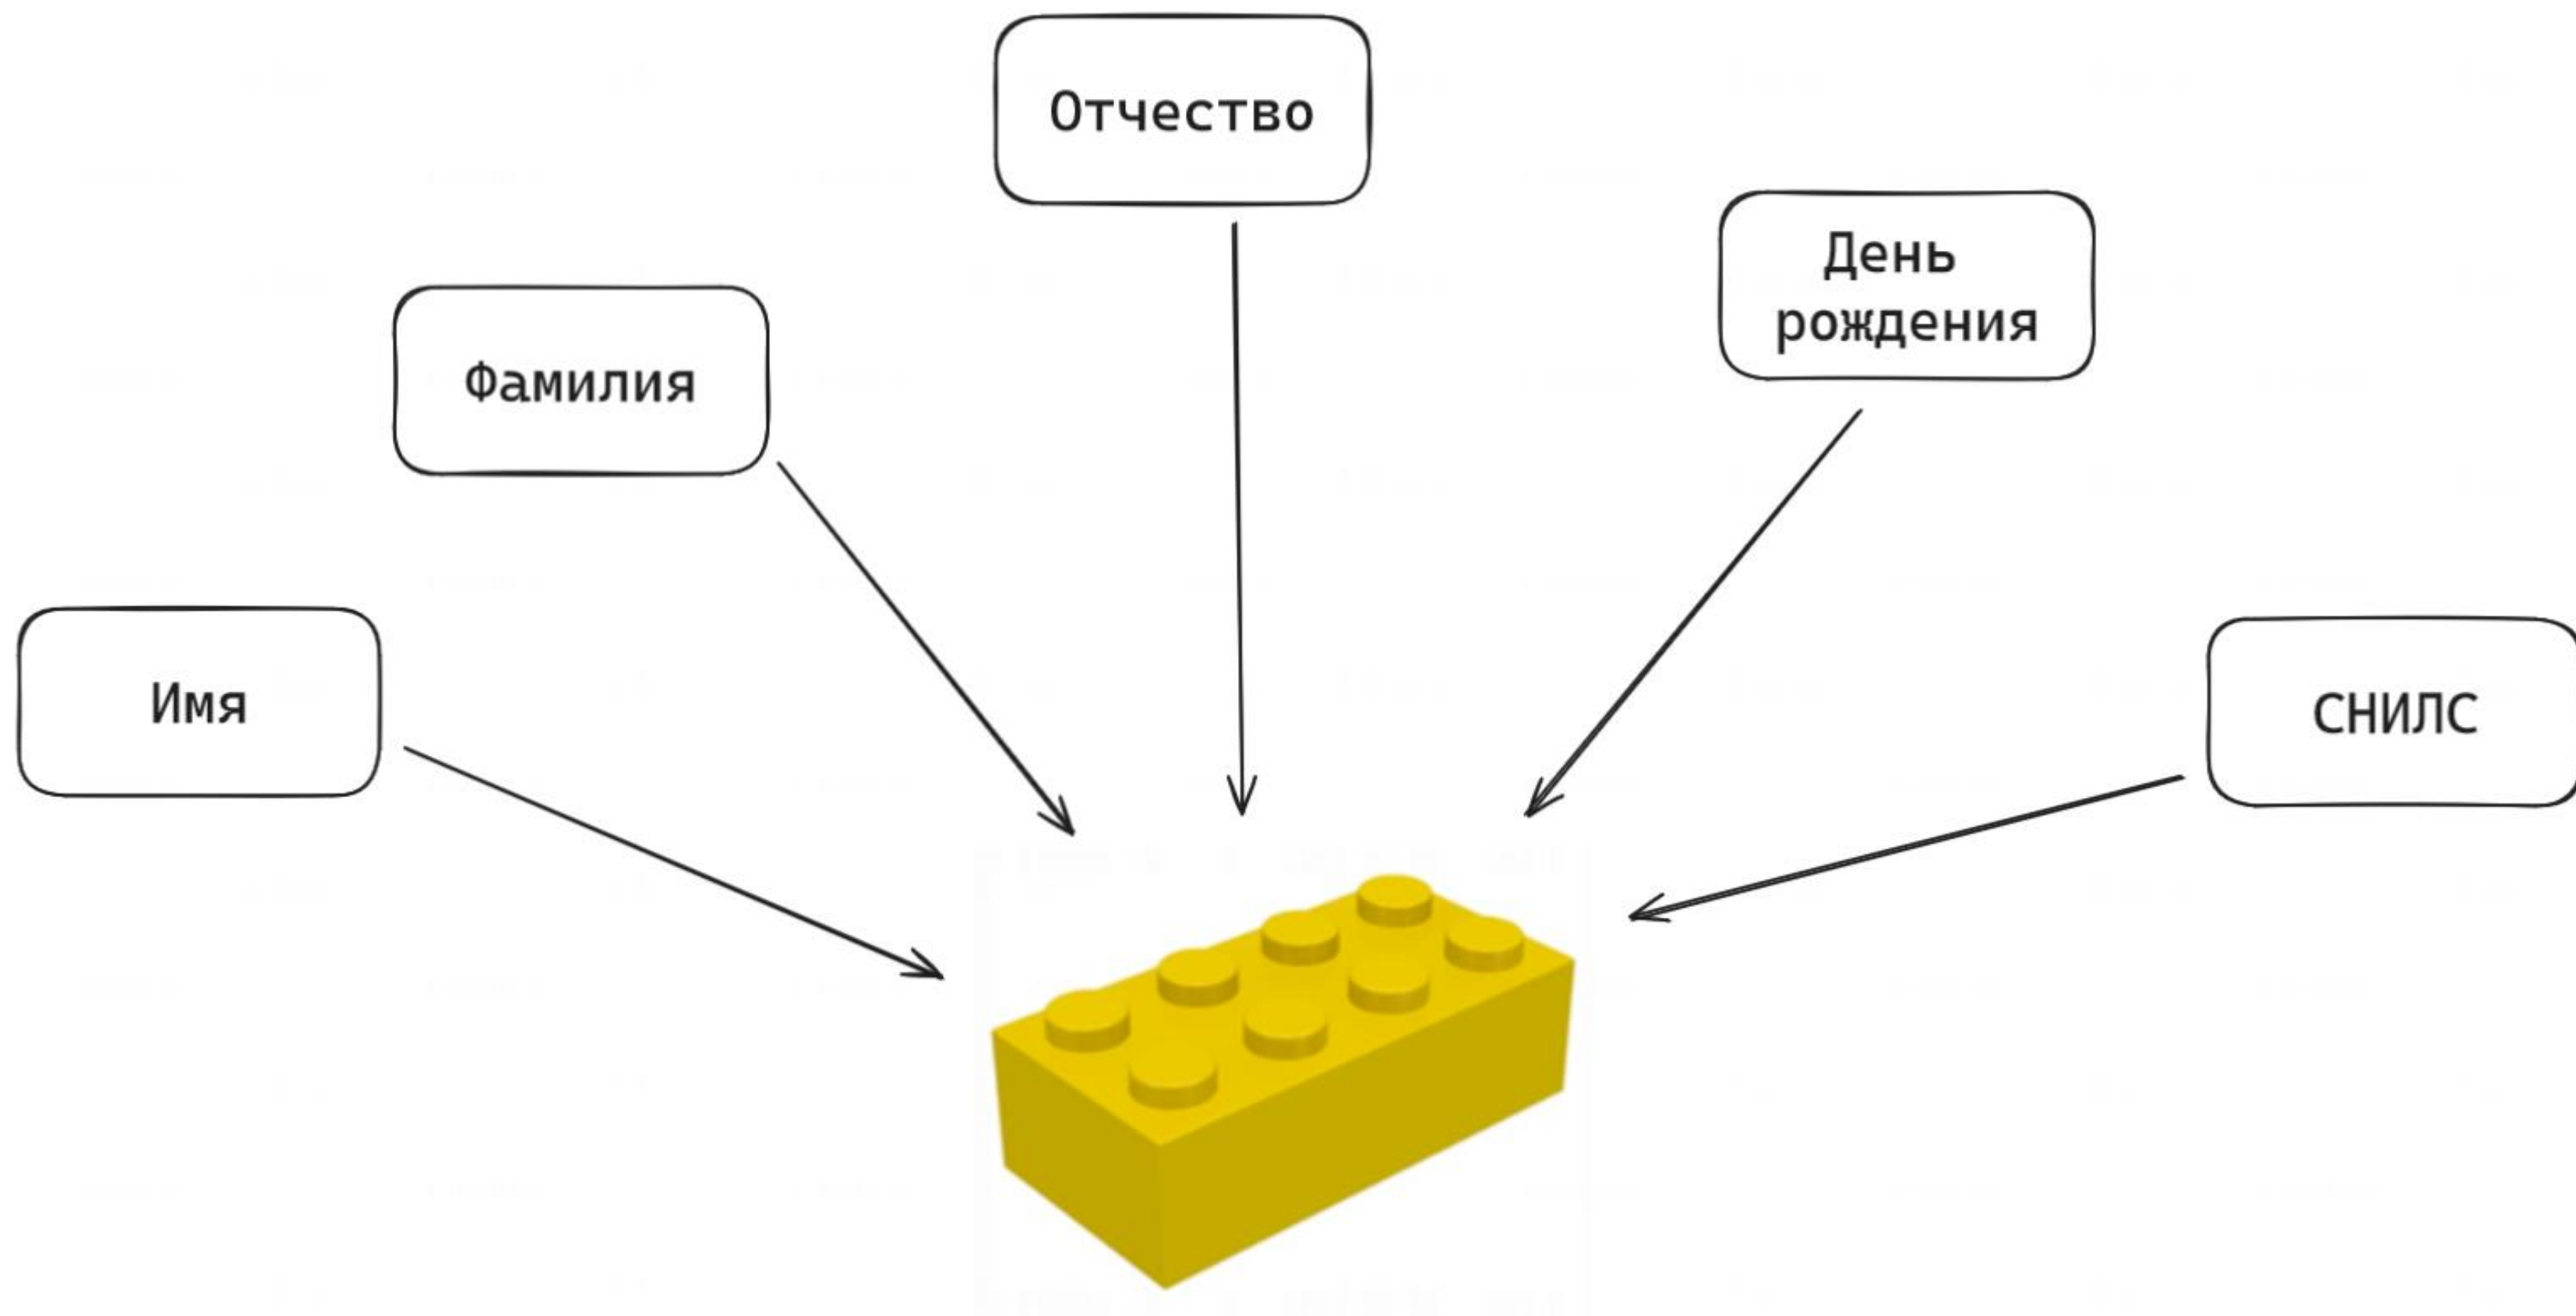 Отчество
День
рождения
Фамилия
Имя
СНИЛС